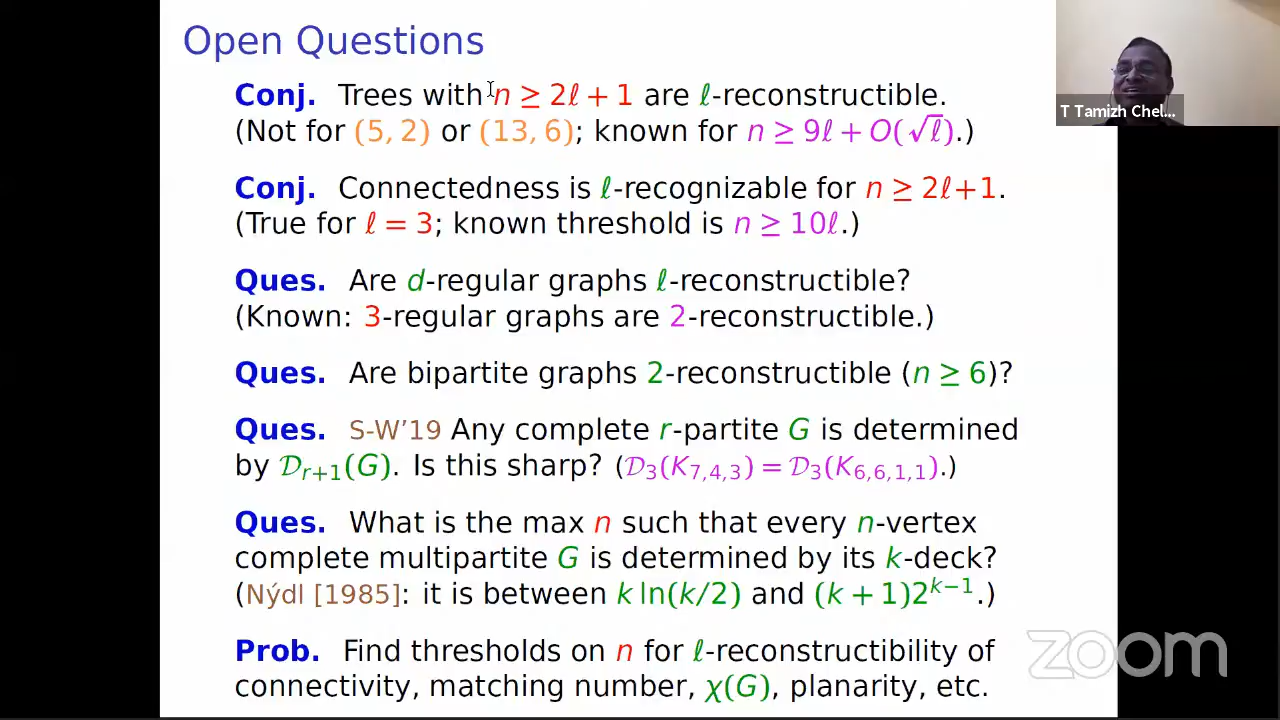 Open Questions
Conj. Trees with n ≥ 2ℓ + 1 are ℓ-reconstructible.
(Not for (5, 2) or (13, 6); known for n ≥ 9ℓ + O(√ℓ).)
Conj. Connectedness is ℓ-recognizable for n ≥ 2ℓ+1.
(True for ℓ = 3; known threshold is n ≥ 10ℓ.)
Ques. Are d-regular graphs ℓ-reconstructible?
(Known: 3-regular graphs are 2-reconstructible.)
Ques. Are bipartite graphs 2-reconstructible (n ≥ 6)?
Ques. S-W’19 Any complete r-partite G is determined
by 𝒟ᵣ₊₁(G). Is this sharp? (𝒟₃(K₇,₄,₃) = 𝒟₃(K₆,₆,₁,₁).)
Ques. What is the max n such that every n-vertex
complete multipartite G is determined by its k-deck?
(Nýdl [1985]: it is between k ln(k/2) and (k + 1)2ᵏ⁻¹.)
Prob. Find thresholds on n for ℓ-reconstructibility of
connectivity, matching number, χ(G), planarity, etc.
T Tamizh Chel...
zoom